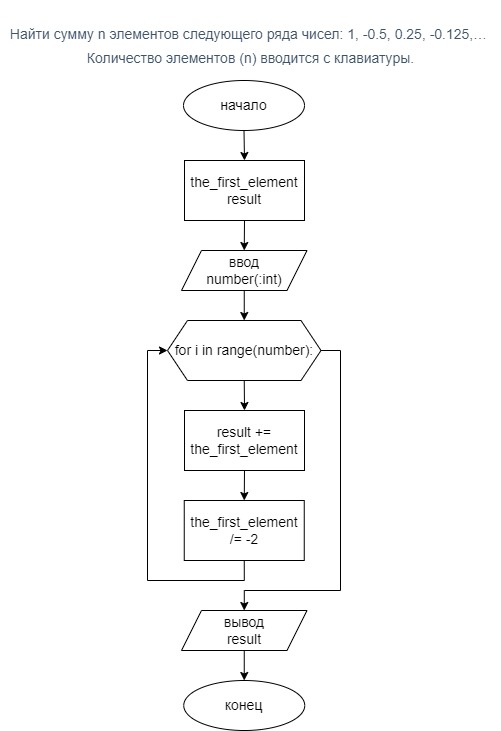 Найти сумму n элементов следующего ряда чисел: 1, -0.5, 0.25, -0.125,...
Количество элементов (n) вводится с клавиатуры.
начало
the_first_element
result
ввод
number(:int)
for i in range(number):
result +=
the_first_element
the_first_element
/= -2
вывод
result
конец